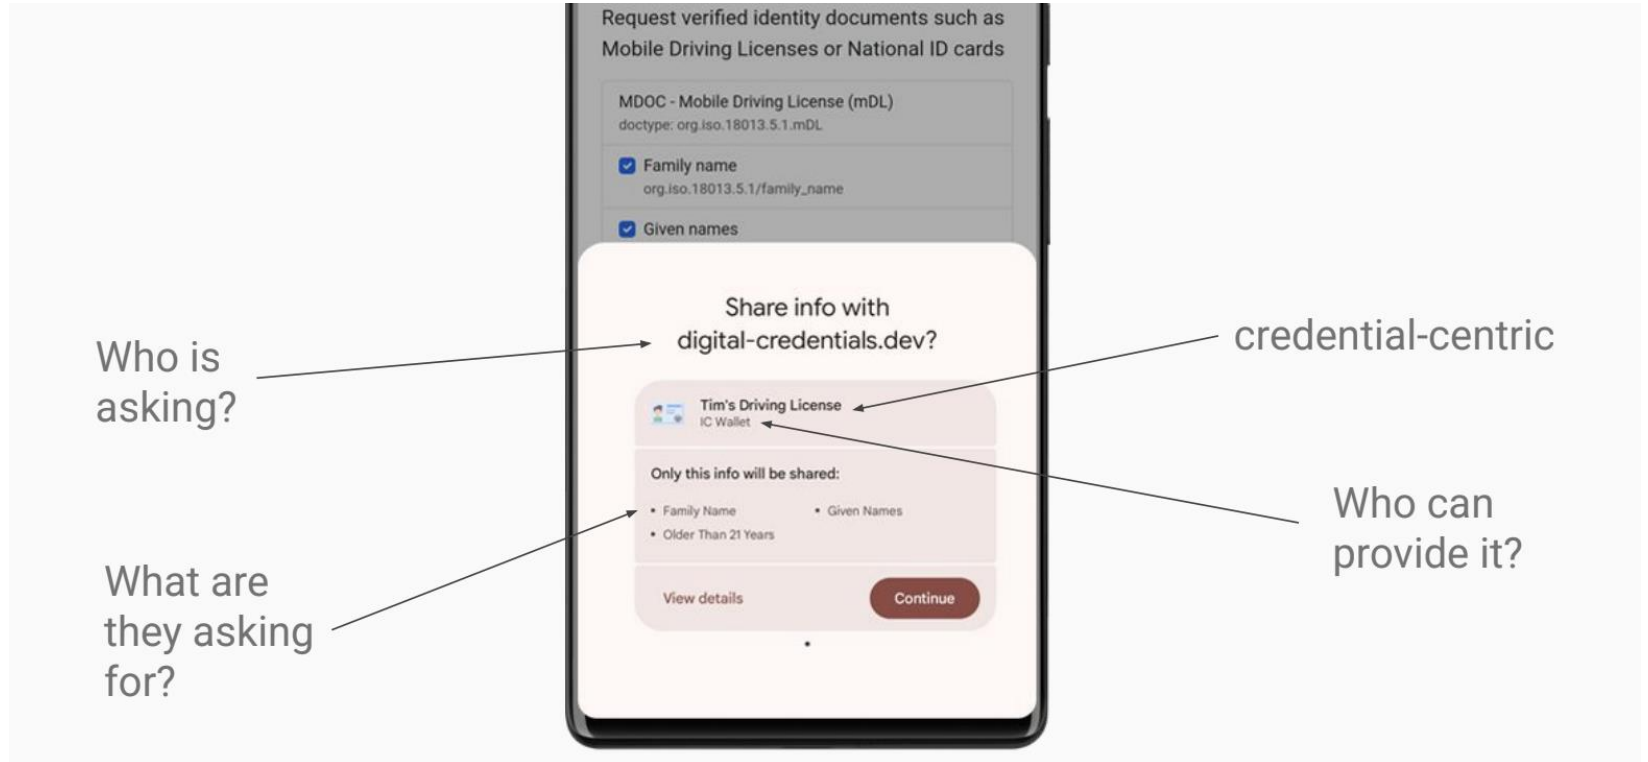 Request verified identity documents such as
Mobile Driving Licenses or National ID cards
MDOC - Mobile Driving License (mDL)
doctype: org.iso.18013.5.1.mDL
Family name
org.iso.18013.5.1/family_name
Given names
Share info with
digital-credentials.dev?
Tim's Driving License
IC Wallet
Only this info will be shared:
• Family Name
• Given Names
• Older Than 21 Years
View details
Continue
Who is
asking?
What are
they asking
for?
credential-centric
Who can
provide it?